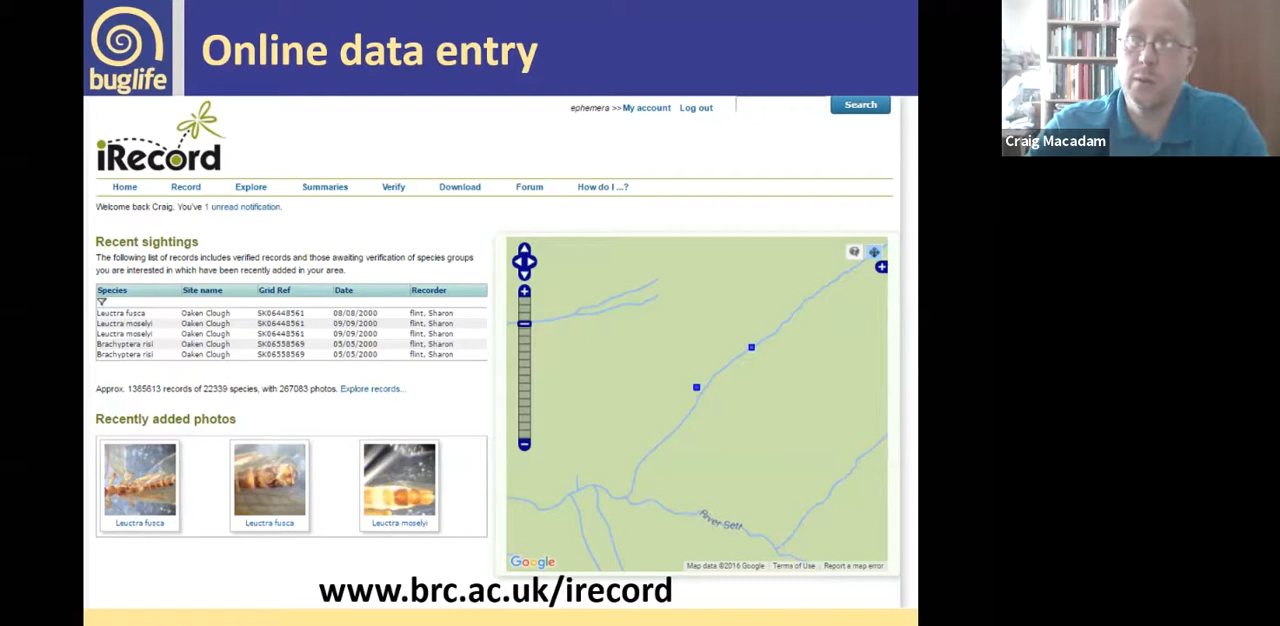 buglife
Online data entry
ephemera >> My account Log out
Search
iRecord
Home Record Explore Summaries Verify Download Forum How do I ...?
Welcome back Craig, You've 1 unread notification.
Recent sightings
The following list of records includes verified records and those awaiting verification of species groups
you are interested in which have been recently added in your area.
Species Site name Grid Ref Date Recorder
Leuctra fusca Oaken Clough SK06448561 08/08/2000 flint, Sharon
Leuctra moselyi Oaken Clough SK06448561 09/09/2000 flint, Sharon
Leuctra moselyi Oaken Clough SK06448561 09/09/2000 flint, Sharon
Brachyptera risi Oaken Clough SK06558569 05/05/2000 flint, Sharon
Brachyptera risi Oaken Clough SK06558569 05/05/2000 flint, Sharon
Approx. 1385613 records of 22339 species, with 267083 photos. Explore records...
Recently added photos
Leuctra fusca
Leuctra fusca
Leuctra moselyi
River Sett
Google
Map data ©2016 Google Terms of Use Report a map error
www.brc.ac.uk/irecord
Craig Macadam